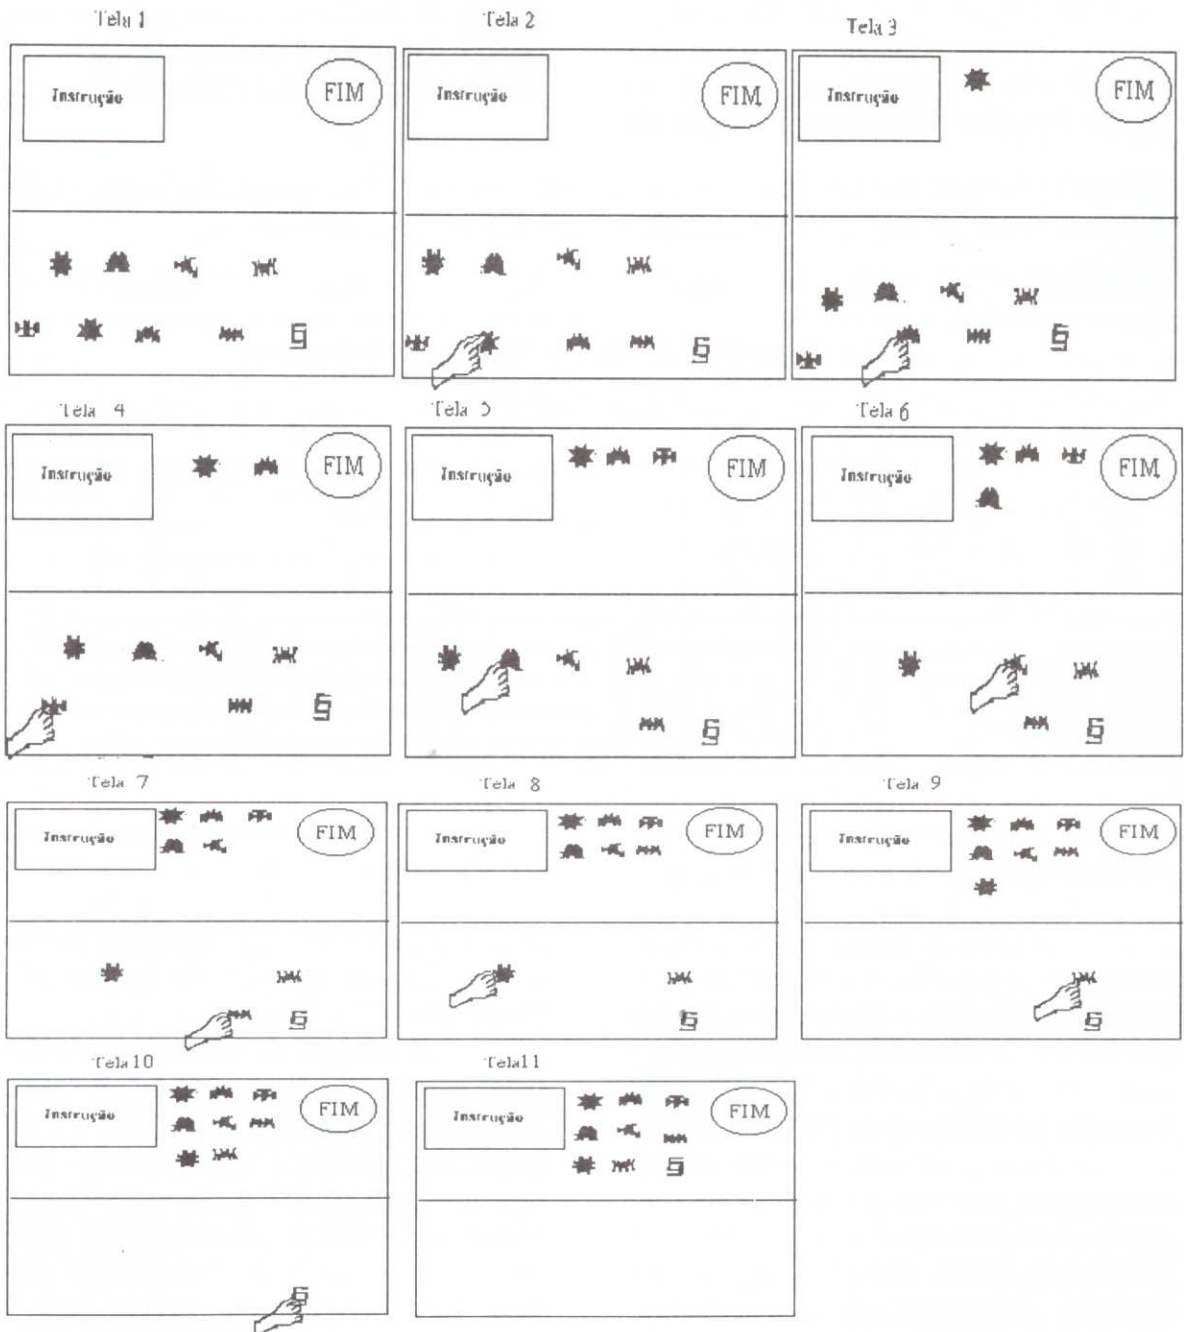 Tela 1 Tela 2 Tela 3
Instrução FIM Instrução FIM Instrução FIM
Tela 4 Tela 5 Tela 6
Instrução FIM Instrução FIM Instrução FIM
Tela 7 Tela 8 Tela 9
Instrução FIM Instrução FIM Instrução FIM
Tela 10 Tela11
Instrução FIM Instrução FIM